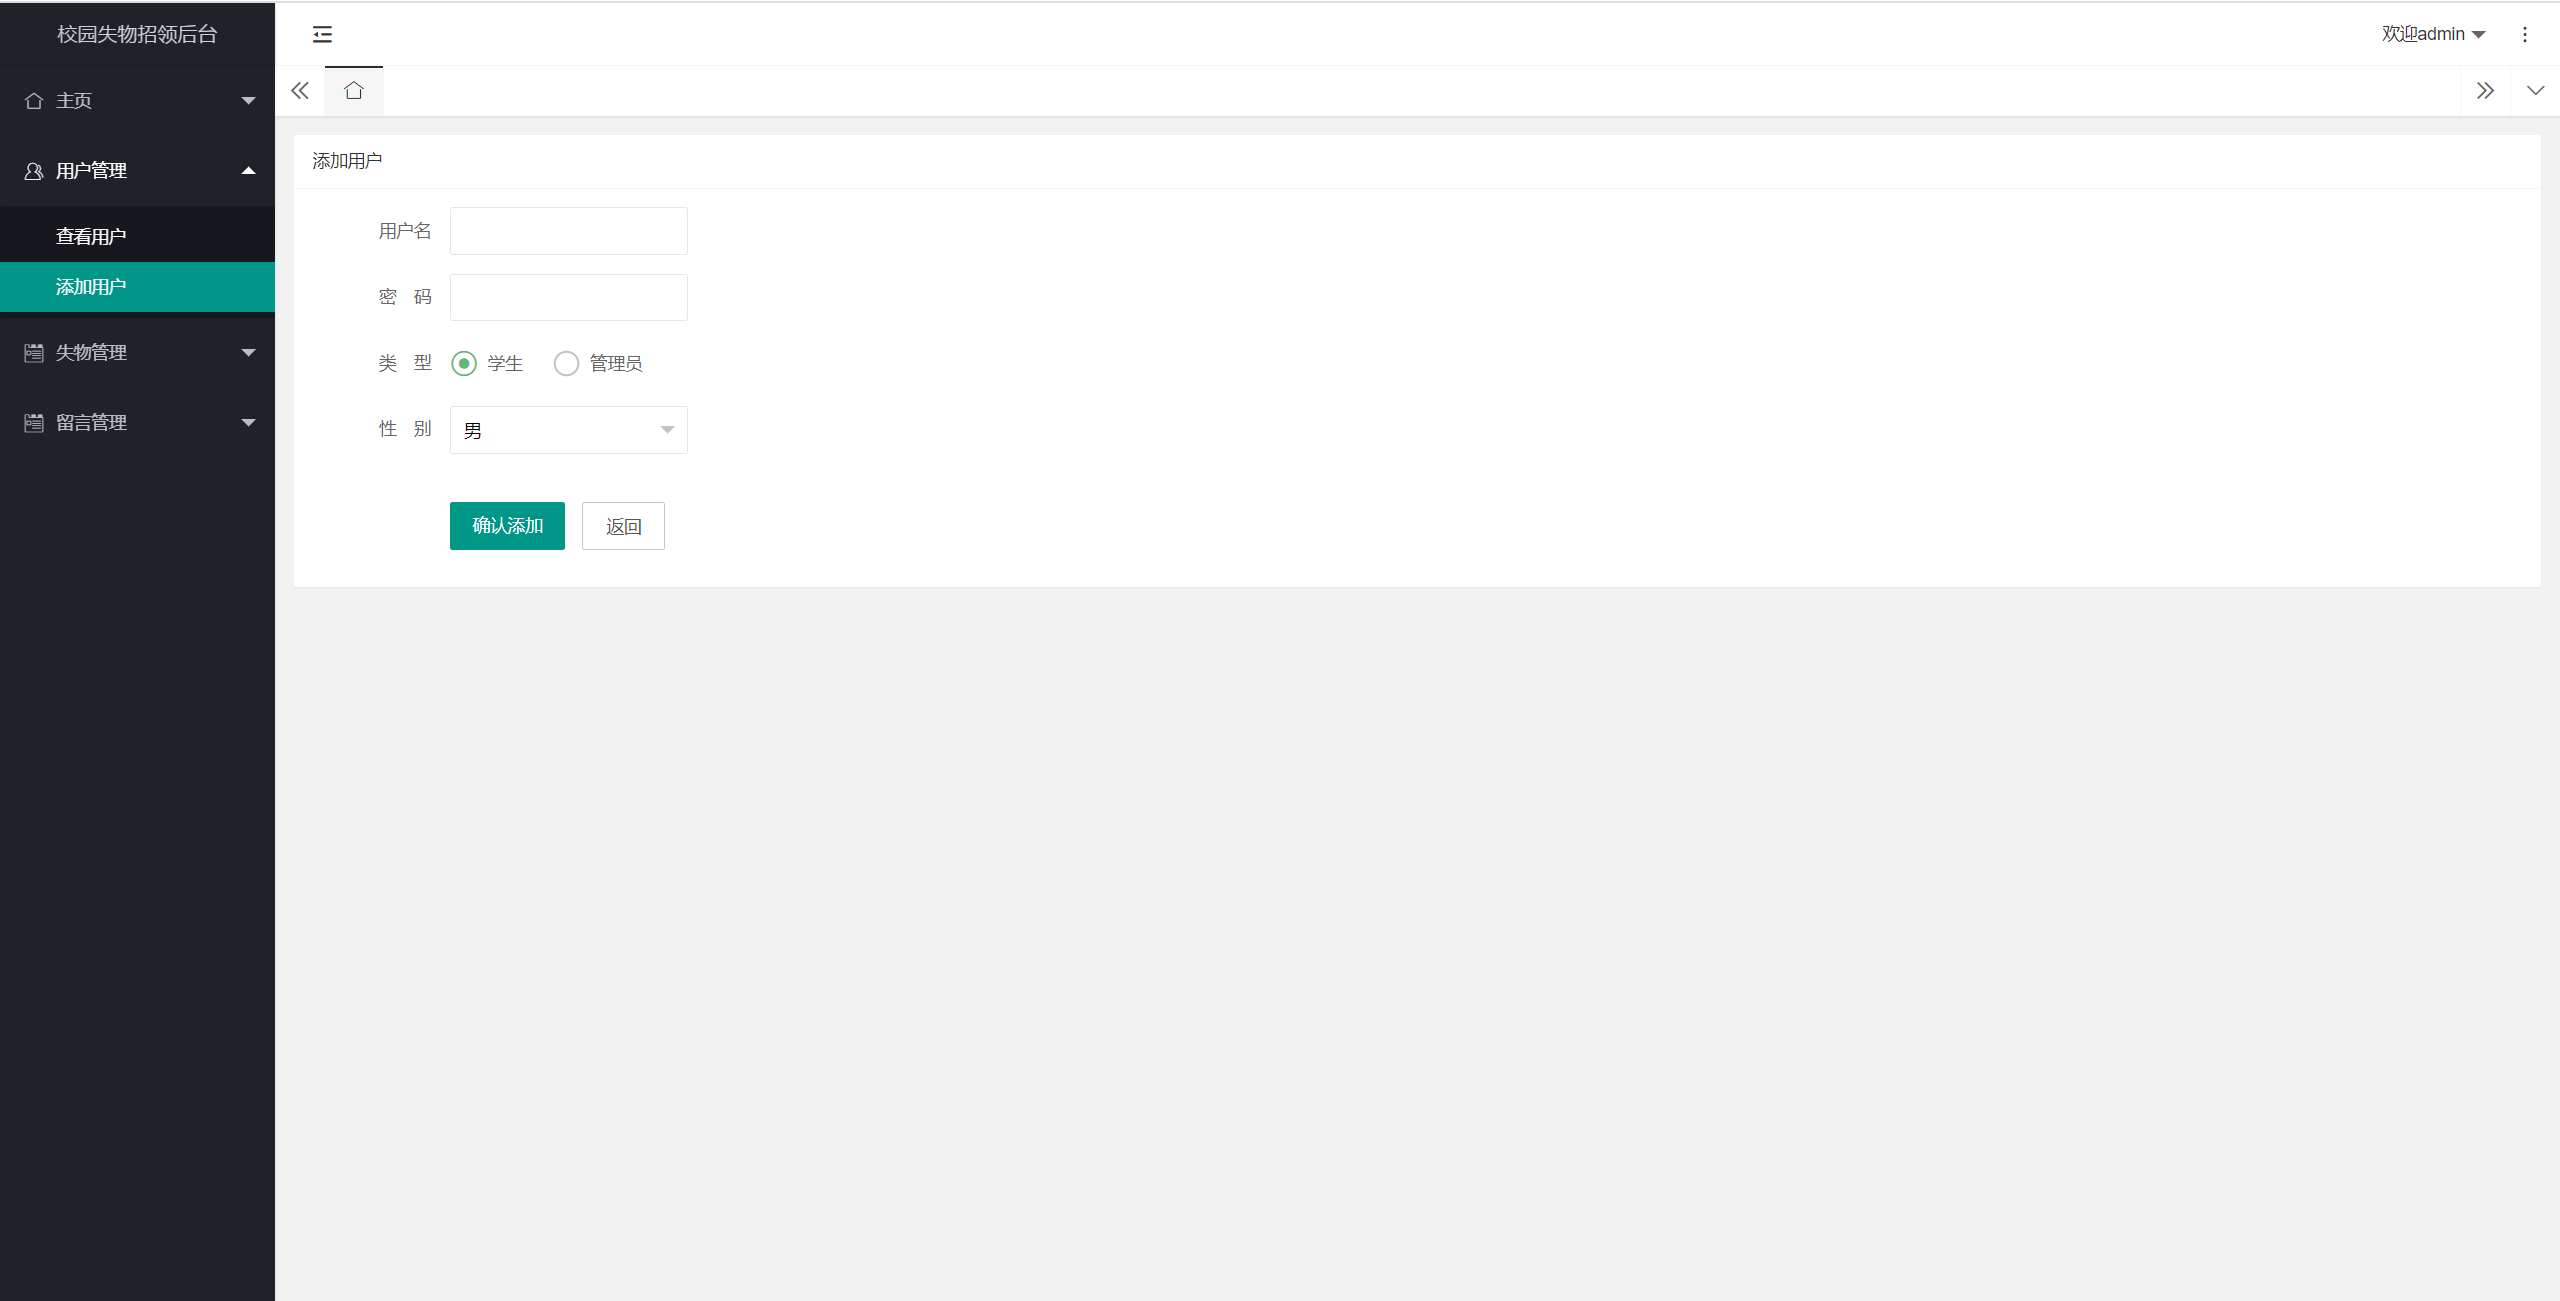 校园失物招领后台
主页
用户管理
查看用户
添加用户
失物管理
留言管理
欢迎admin
添加用户
用户名
密 码
类 型 学生 管理员
性 别 男
确认添加 返回